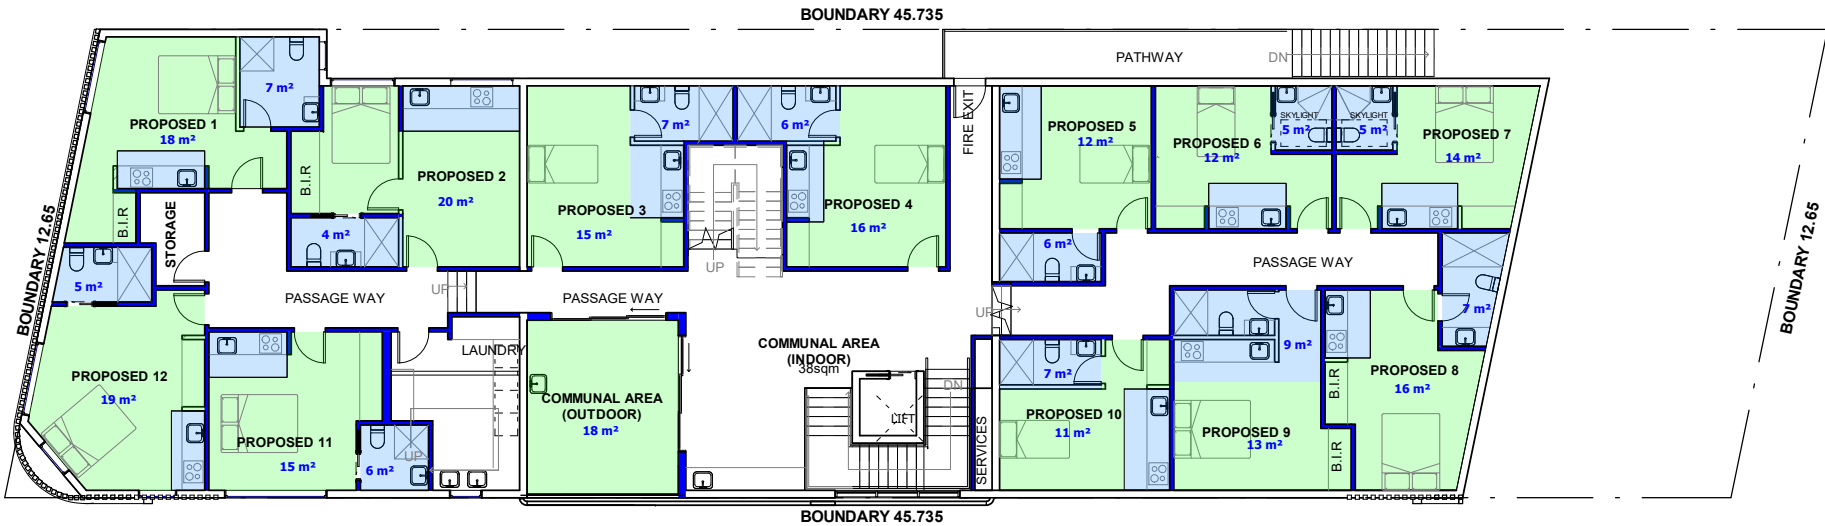 BOUNDARY 45.735
PATHWAY
DN
7 m²
PROPOSED 1
18 m²
B.I.R
PROPOSED 2
20 m²
4 m²
B.I.R
STORAGE
5 m²
BOUNDARY 12.65
PASSAGE WAY
UP
PROPOSED 3
15 m²
7 m²
6 m²
UP
PROPOSED 4
16 m²
FIRE EXIT
PROPOSED 5
12 m²
PROPOSED 6
12 m²
SKYLIGHT
5 m²
SKYLIGHT
5 m²
PROPOSED 7
14 m²
6 m²
PASSAGE WAY
7 m²
BOUNDARY 12.65
PASSAGE WAY
UP
PROPOSED 12
19 m²
PROPOSED 11
15 m²
6 m²
LAUNDRY
UP
COMMUNAL AREA
(OUTDOOR)
18 m²
COMMUNAL AREA
(INDOOR)
38sqm
LIFT
DN
SERVICES
7 m²
PROPOSED 10
11 m²
9 m²
PROPOSED 9
13 m²
B.I.R
B.I.R
PROPOSED 8
16 m²
BOUNDARY 45.735